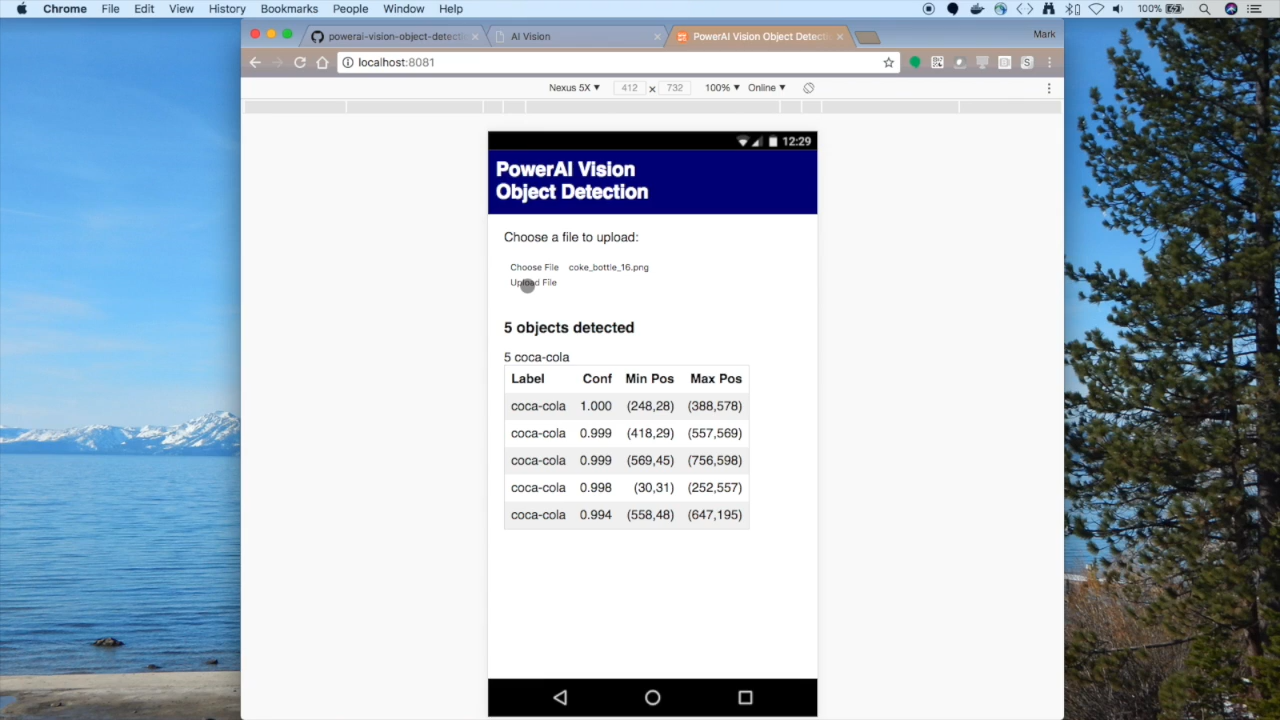 Chrome File Edit View History Bookmarks People Window Help 100%
powerai-vision-object-detecti AI Vision PowerAI Vision Object Detecti Mark
localhost:8081
Nexus 5X ▼ 412 x 732 100% ▼ Online ▼
12:29
PowerAI Vision
Object Detection
Choose a file to upload:
Choose File coke_bottle_16.png
Upload File
5 objects detected
5 coca-cola
Label Conf Min Pos Max Pos
coca-cola 1.000 (248,28) (388,578)
coca-cola 0.999 (418,29) (557,569)
coca-cola 0.999 (569,45) (756,598)
coca-cola 0.998 (30,31) (252,557)
coca-cola 0.994 (558,48) (647,195)